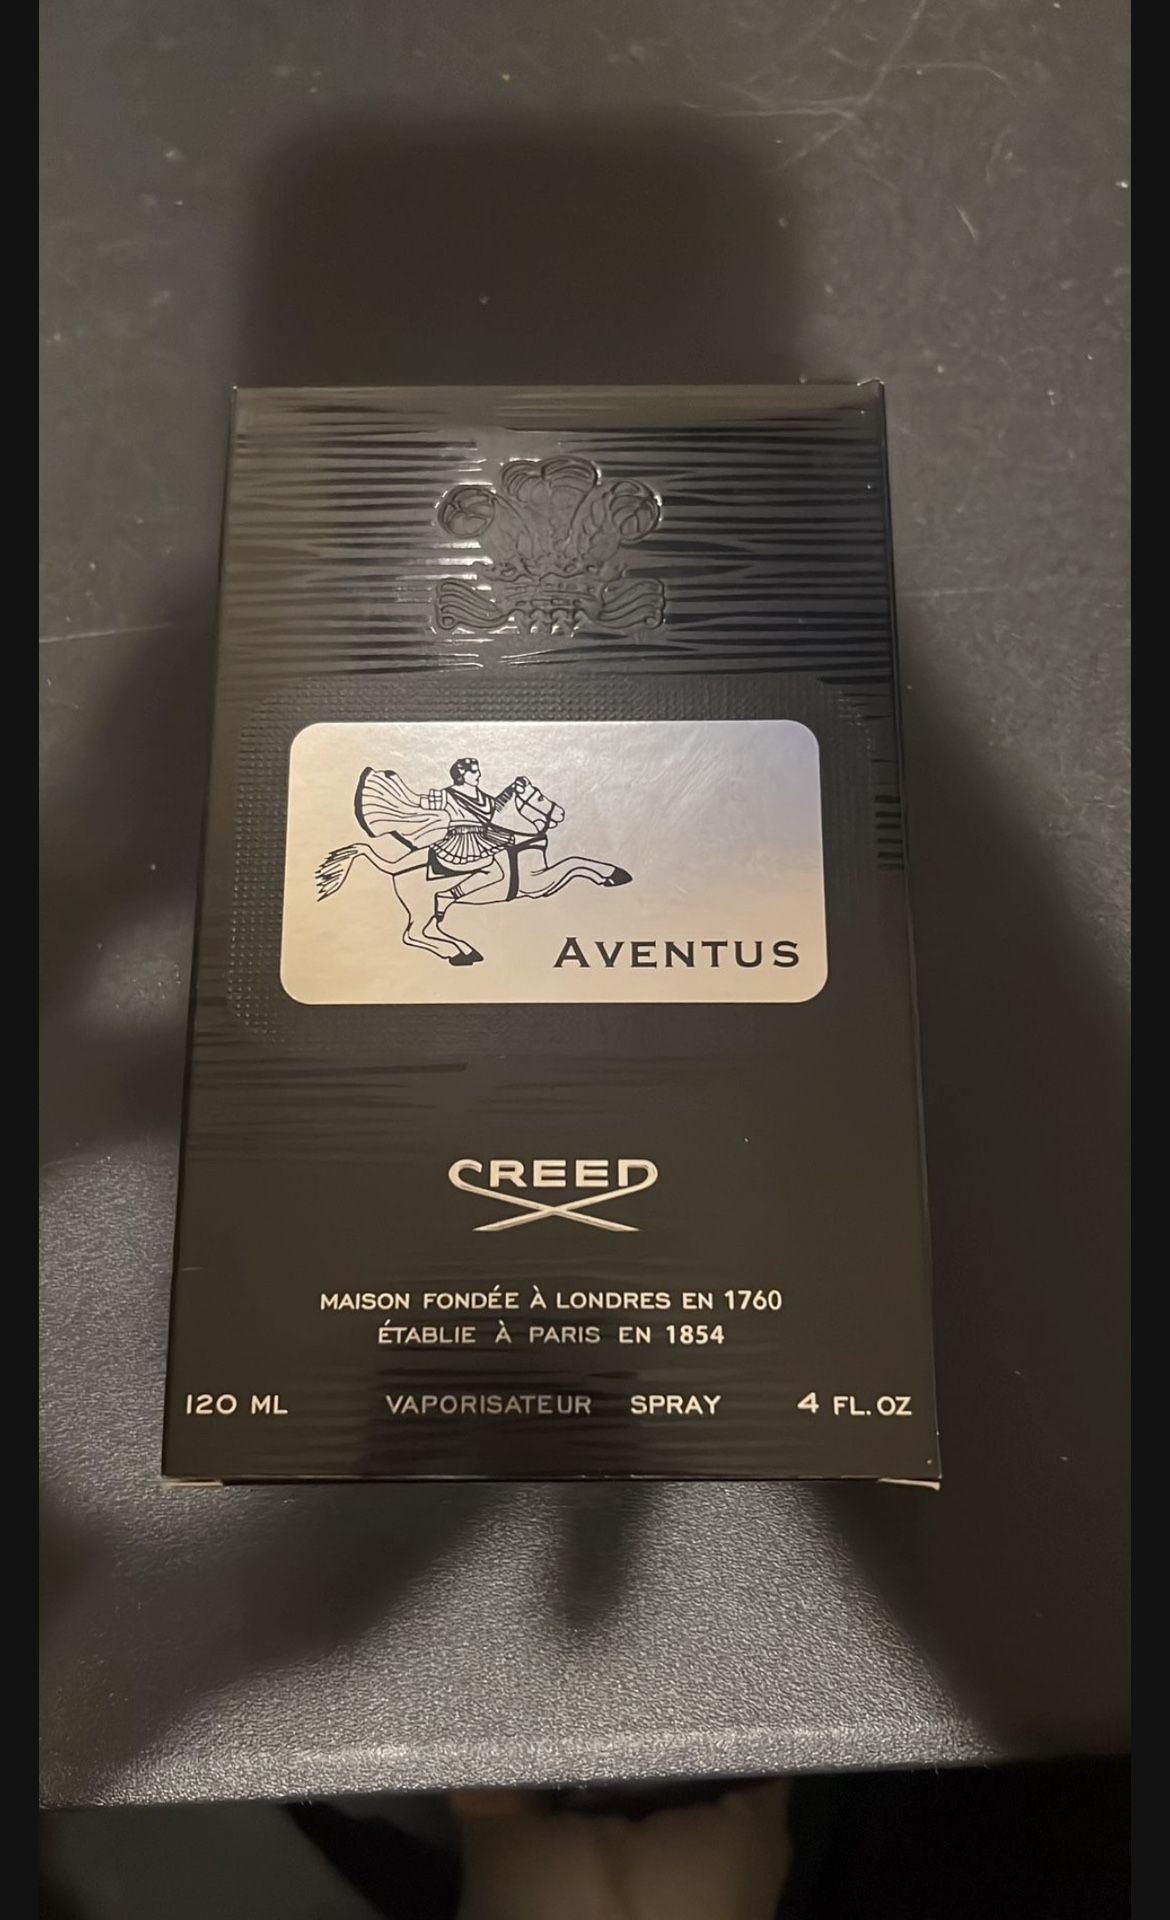 AVENTUS
CREED
MAISON FONDÉE À LONDRES EN 1760
ÉTABLIE À PARIS EN 1854
120 ML VAPORISATEUR SPRAY 4 FL. OZ